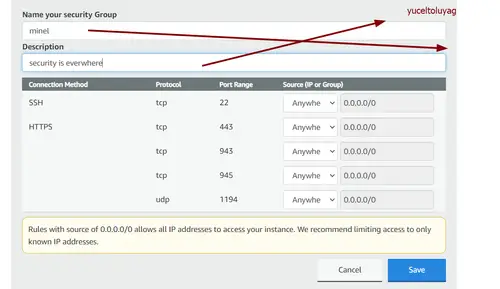 Name your security Group
yuceltoluyag
minel
Description
security is everwhere
Connection Method Protocol Port Range Source (IP or Group)
SSH tcp 22 Anywhe 0.0.0.0/0
HTTPS tcp 443 Anywhe 0.0.0.0/0
tcp 943 Anywhe 0.0.0.0/0
tcp 945 Anywhe 0.0.0.0/0
udp 1194 Anywhe 0.0.0.0/0
Rules with source of 0.0.0.0/0 allows all IP addresses to access your instance. We recommend limiting access to only
known IP addresses.
Cancel Save